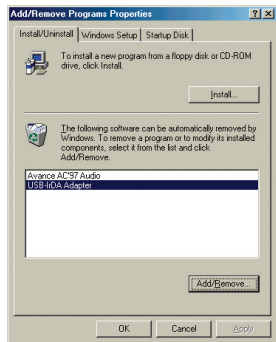 Add/Remove Programs Properties
Install/Uninstall Windows Setup Startup Disk
To install a new program from a floppy disk or CD-ROM
drive, click Install.
Install...
The following software can be automatically removed by
Windows. To remove a program or to modify its installed
components, select it from the list and click
Add/Remove.
Avance AC'97 Audio
USB-IrDA Adapter
Add/Remove...
OK Cancel Apply